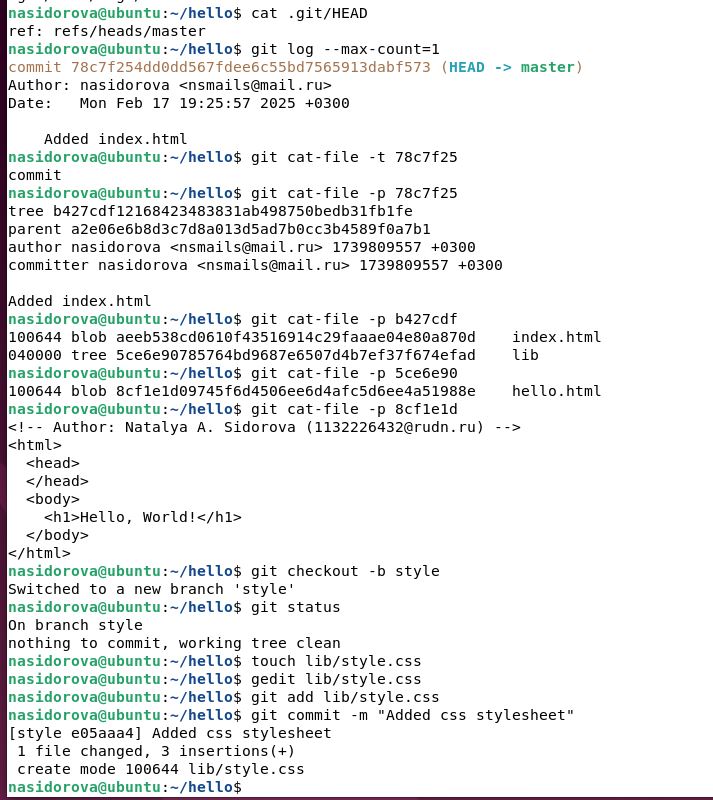 nasidorova@ubuntu:~/hello$ cat .git/HEAD
ref: refs/heads/master
nasidorova@ubuntu:~/hello$ git log --max-count=1
commit 78c7f254dd0dd567fdee6c55bd7565913dabf573 (HEAD -> master)
Author: nasidorova <nsmails@mail.ru>
Date:   Mon Feb 17 19:25:57 2025 +0300

    Added index.html
nasidorova@ubuntu:~/hello$ git cat-file -t 78c7f25
commit
nasidorova@ubuntu:~/hello$ git cat-file -p 78c7f25
tree b427cdf12168423483831ab498750bedb31fb1fe
parent a2e06e6b8d3c7d8a013d5ad7b0cc3b4589f0a7b1
author nasidorova <nsmails@mail.ru> 1739809557 +0300
committer nasidorova <nsmails@mail.ru> 1739809557 +0300

Added index.html
nasidorova@ubuntu:~/hello$ git cat-file -p b427cdf
100644 blob aeeb538cd0610f43516914c29faaae04e80a870d    index.html
040000 tree 5ce6e90785764bd9687e6507d4b7ef37f674efad    lib
nasidorova@ubuntu:~/hello$ git cat-file -p 5ce6e90
100644 blob 8cf1e1d09745f6d4506ee6d4afc5d6ee4a51988e    hello.html
nasidorova@ubuntu:~/hello$ git cat-file -p 8cf1e1d
<!-- Author: Natalya A. Sidorova (1132226432@rudn.ru) -->
<html>
  <head>
  </head>
  <body>
    <h1>Hello, World!</h1>
  </body>
</html>
nasidorova@ubuntu:~/hello$ git checkout -b style
Switched to a new branch 'style'
nasidorova@ubuntu:~/hello$ git status
On branch style
nothing to commit, working tree clean
nasidorova@ubuntu:~/hello$ touch lib/style.css
nasidorova@ubuntu:~/hello$ gedit lib/style.css
nasidorova@ubuntu:~/hello$ git add lib/style.css
nasidorova@ubuntu:~/hello$ git commit -m "Added css stylesheet"
[style e05aaa4] Added css stylesheet
 1 file changed, 3 insertions(+)
 create mode 100644 lib/style.css
nasidorova@ubuntu:~/hello$